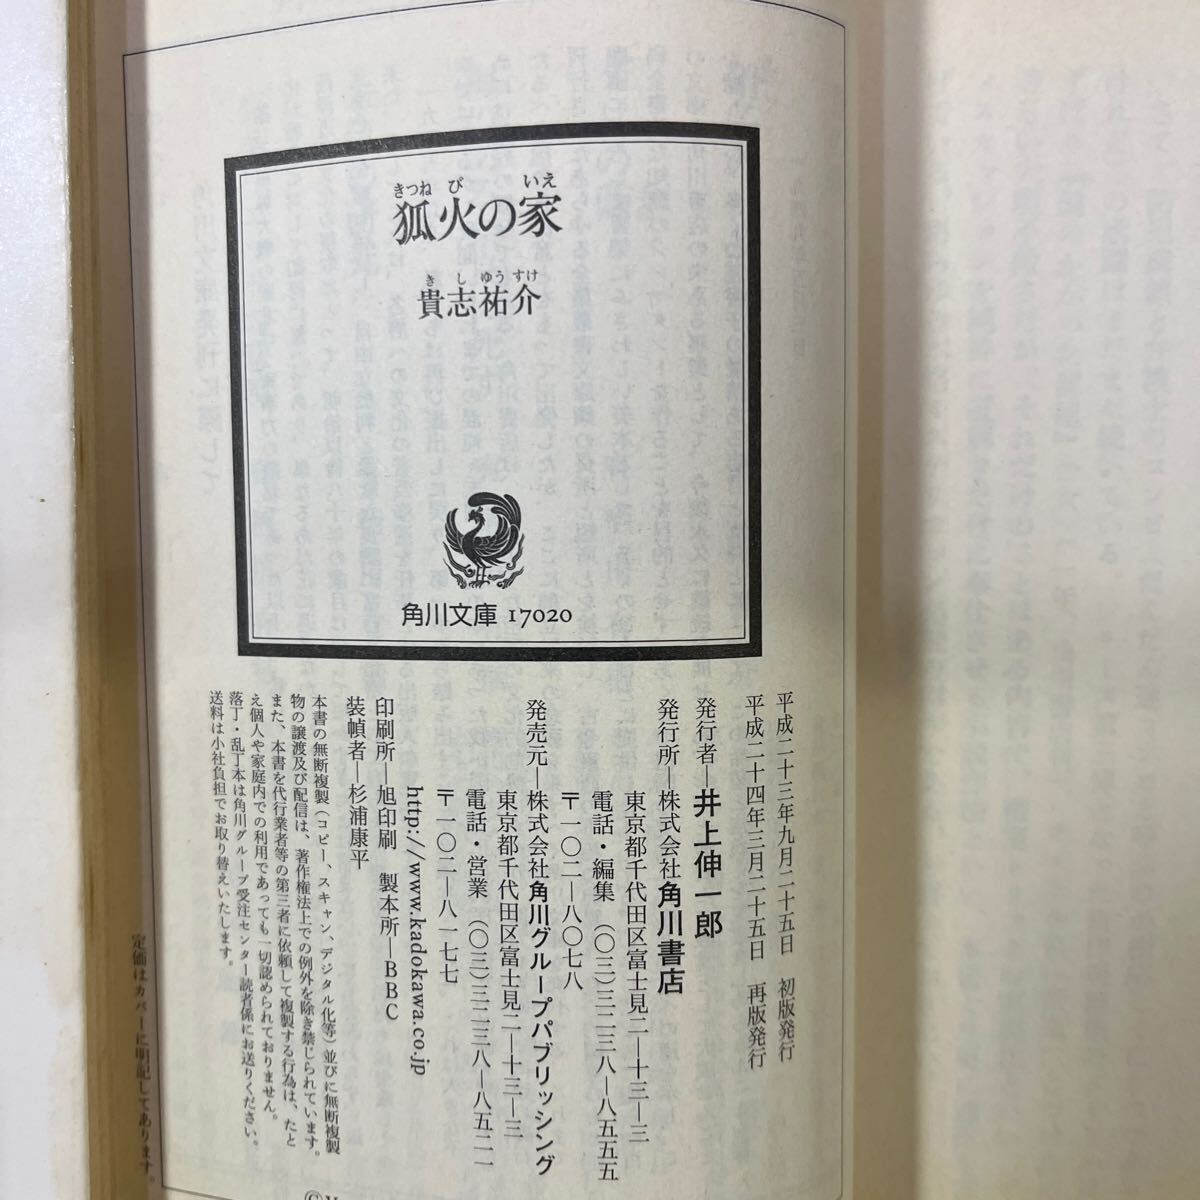 きつね び いえ
狐火の家
き し ゆう すけ
貴志祐介
角川文庫 17020
平成二十三年九月二十五日 初版発行
平成二十四年三月二十五日 再版発行
発行者―井上伸一郎
発行所―株式会社角川書店
東京都千代田区富士見二―十三―三
電話・編集 (〇三)三二三八―八五五五
〒一〇二―八〇七八
発売元―株式会社角川グループパブリッシング
東京都千代田区富士見二―十三―三
電話・営業 (〇三)三二三八―八五二一
〒一〇二―八一七七
http://www.kadokawa.co.jp
印刷所―旭印刷 製本所―BBC
装幀者―杉浦康平
本書の無断複製(コピー、スキャン、デジタル化等)並びに無断複製
物の譲渡及び配信は、著作権法上での例外を除き禁じられています。
また、本書を代行業者等の第三者に依頼して複製する行為は、たと
え個人や家庭内での利用であっても一切認められておりません。
落丁・乱丁本は角川グループ受注センター読者係にお送りください。
送料は小社負担でお取り替えいたします。
定価はカバーに明記してあります。